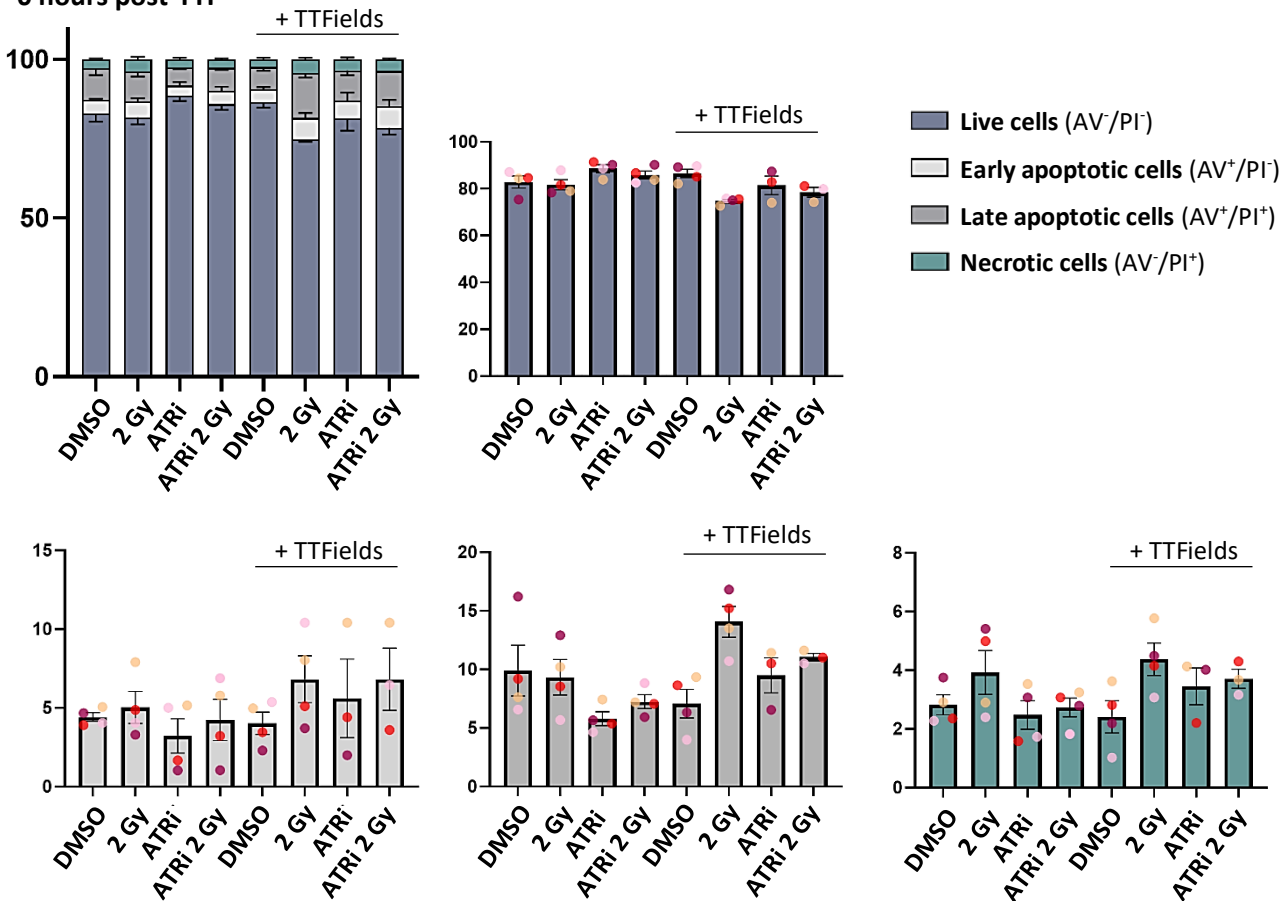 hours post
+ TTFields
100
50
0
DMSO
2 Gy
ATRi
ATRi 2 Gy
DMSO
2 Gy
ATRi
ATRi 2 Gy
+ TTFields
100
80
60
40
20
0
DMSO
2 Gy
ATRi
ATRi 2 Gy
DMSO
2 Gy
ATRi
ATRi 2 Gy
Live cells (AV⁻/PI⁻)
Early apoptotic cells (AV⁺/PI⁻)
Late apoptotic cells (AV⁺/PI⁺)
Necrotic cells (AV⁻/PI⁺)
+ TTFields
15
10
5
0
DMSO
2 Gy
ATRi
ATRi 2 Gy
DMSO
2 Gy
ATRi
ATRi 2 Gy
+ TTFields
20
15
10
5
0
DMSO
2 Gy
ATRi
ATRi 2 Gy
DMSO
2 Gy
ATRi
ATRi 2 Gy
+ TTFields
8
6
4
2
0
DMSO
2 Gy
ATRi
ATRi 2 Gy
DMSO
2 Gy
ATRi
ATRi 2 Gy